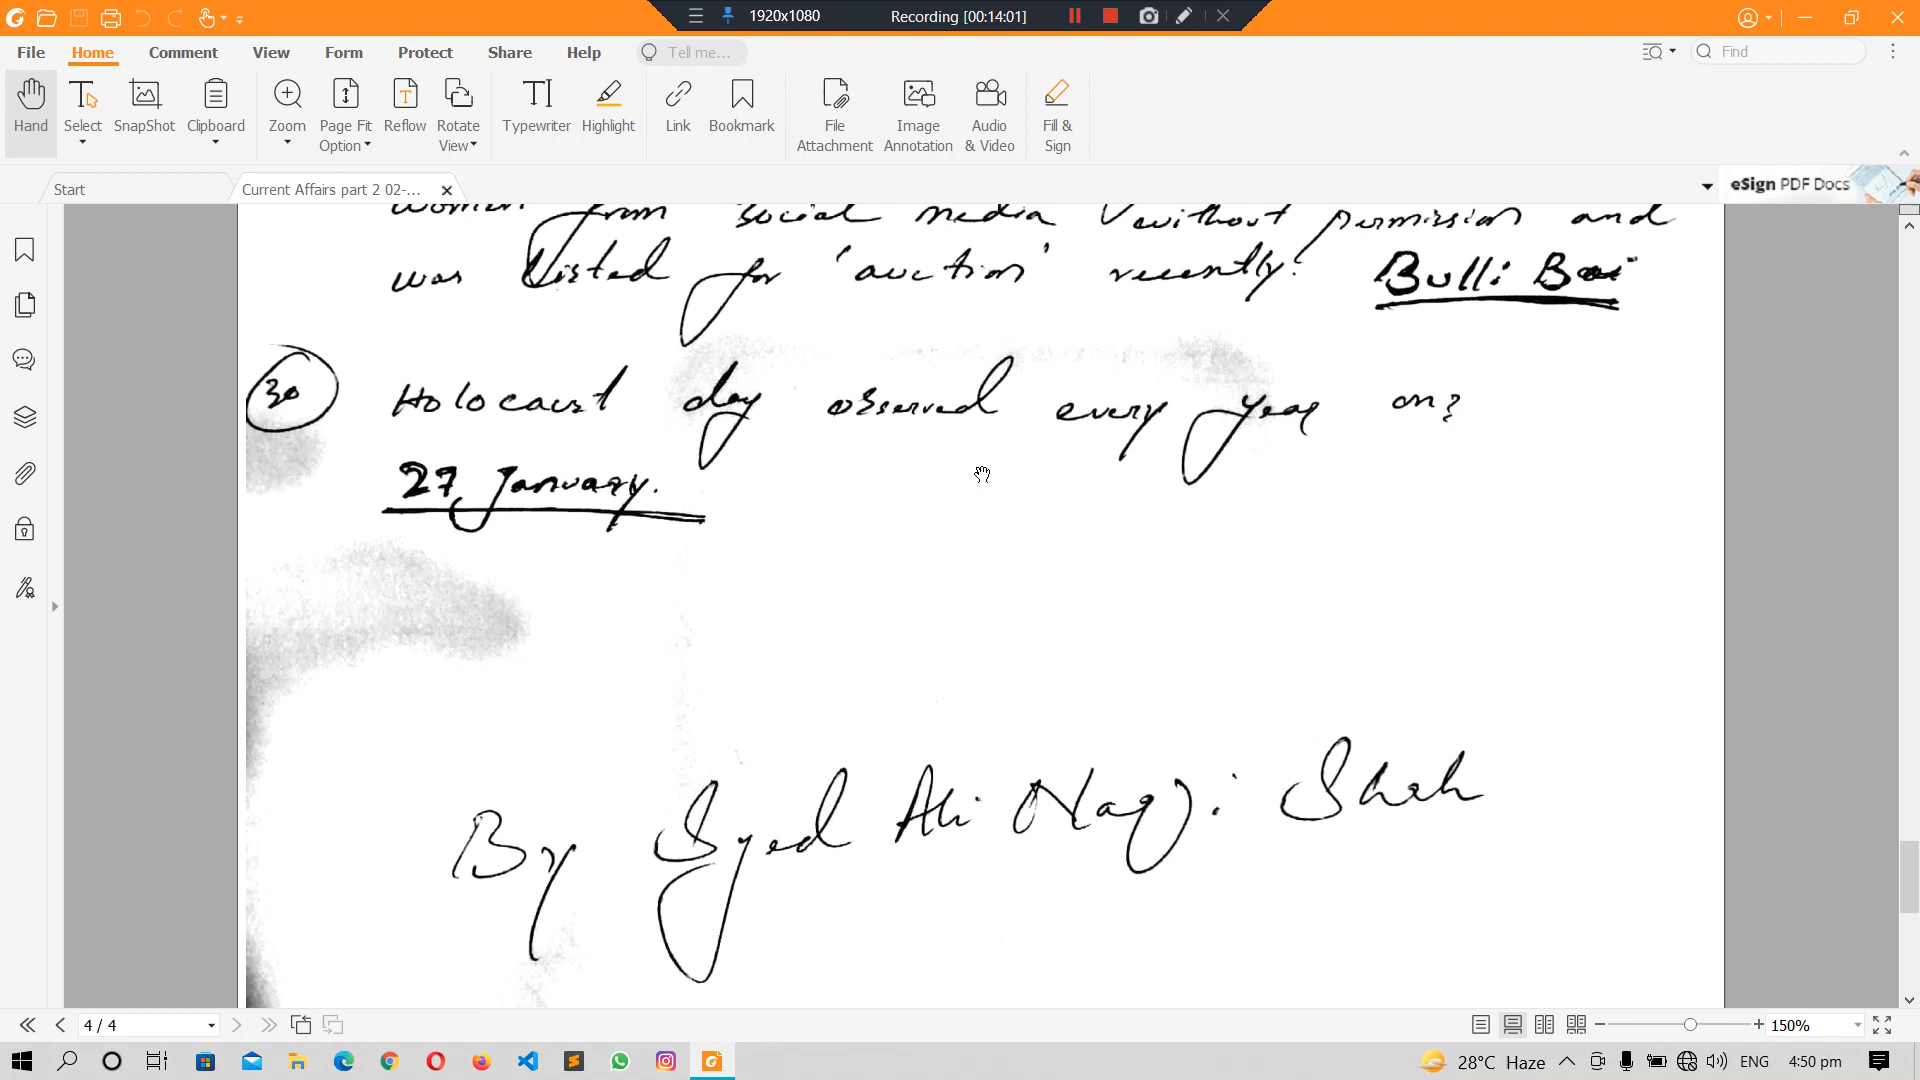 1920x1080 Recording [00:14:01]
File Home Comment View Form Protect Share Help Tell me... Find
Hand Select SnapShot Clipboard Zoom Page Fit Option Reflow Rotate View Typewriter Highlight Link Bookmark File Attachment Image Annotation Audio & Video Fill & Sign
Start Current Affairs part 2 02-... eSign PDF Docs
women from social media without permission and
was listed for 'auction' recently? Bulli Bai
30 Holocaust day observed every year on?
27 January.
By Syed Ali Naqvi Shah
4 / 4 150%
28°C Haze ENG 4:50 pm